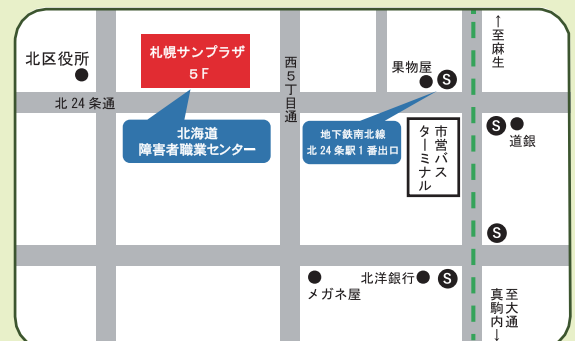 ↑至麻生
北区役所
札幌サンプラザ
5F
西5丁目通
果物屋
S
北24条通
北海道
障害者職業センター
地下鉄南北線
北24条駅1番出口
市営バス
ターミナル
S
道銀
S
メガネ屋
北洋銀行
S
至大通
真駒内↓